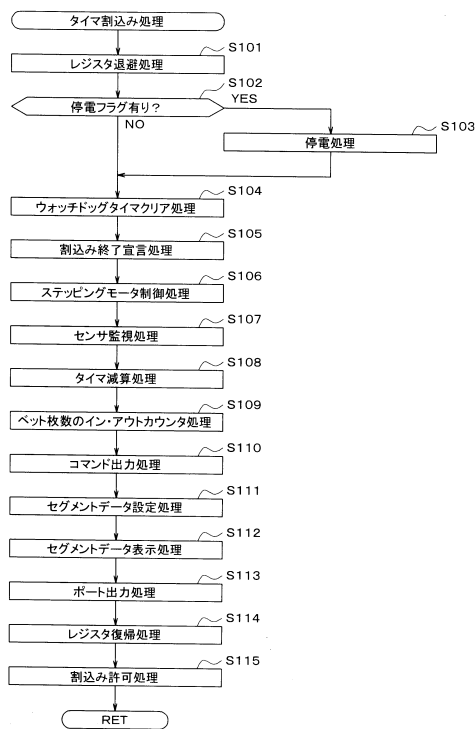 タイマ割込み処理
S101
レジスタ退避処理
S102
停電フラグ有り?
YES
NO
S103
停電処理
S104
ウォッチドッグタイマクリア処理
S105
割込み終了宣言処理
S106
ステッピングモータ制御処理
S107
センサ監視処理
S108
タイマ減算処理
S109
ベット枚数のイン・アウトカウンタ処理
S110
コマンド出力処理
S111
セグメントデータ設定処理
S112
セグメントデータ表示処理
S113
ポート出力処理
S114
レジスタ復帰処理
S115
割込み許可処理
RET